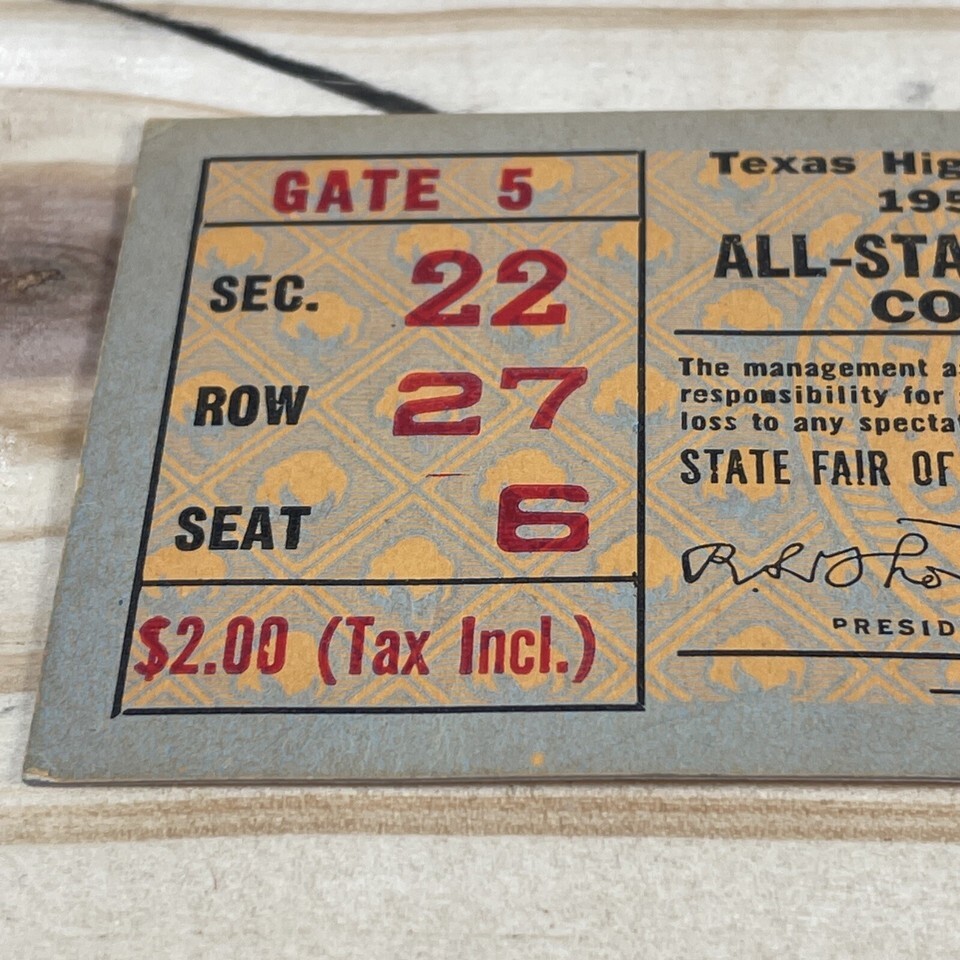 GATE 5
SEC. 22
ROW 27
SEAT 6
$2.00 (Tax Incl.)
Texas Hig
195
ALL-STA
CO
The management a
responsibility for
loss to any specta
STATE FAIR OF
PRESID